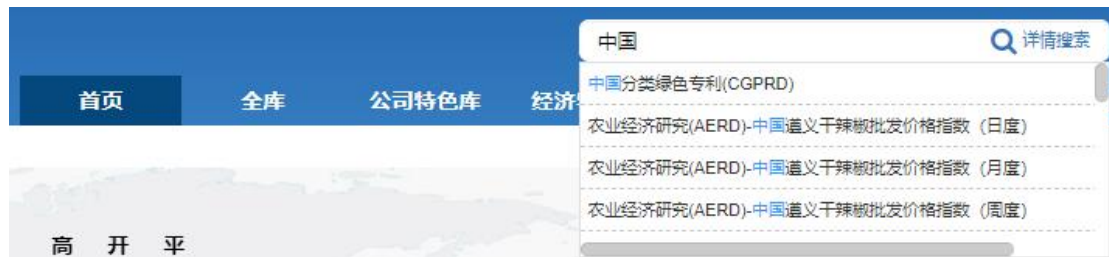 中国
详情搜索
首页
全库
公司特色库
经济
中国分类绿色专利(CGPRD)
农业经济研究(AERD)-中国遵义干辣椒批发价格指数（日度）
农业经济研究(AERD)-中国遵义干辣椒批发价格指数（月度）
农业经济研究(AERD)-中国遵义干辣椒批发价格指数（周度）
高 开 平